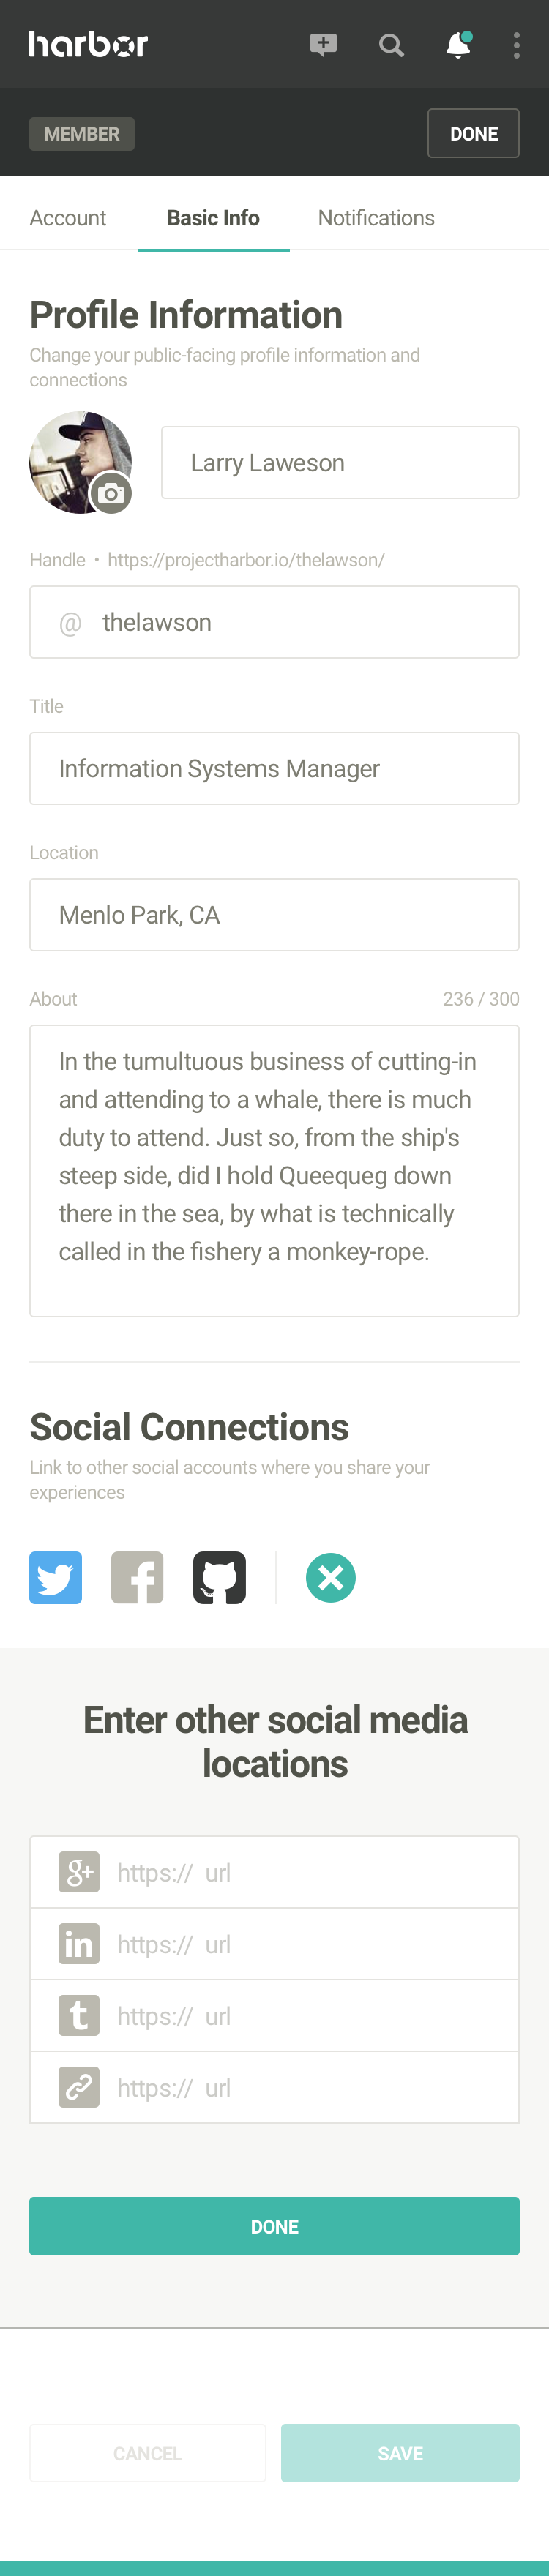 harbor
MEMBER
DONE
Account
Basic Info
Notifications
Profile Information
Change your public-facing profile information and
connections
Larry Laweson
Handle • https://projectharbor.io/thelawson/
@ thelawson
Title
Information Systems Manager
Location
Menlo Park, CA
About
236 / 300
In the tumultuous business of cutting-in
and attending to a whale, there is much
duty to attend. Just so, from the ship's
steep side, did I hold Queequeg down
there in the sea, by what is technically
called in the fishery a monkey-rope.
Social Connections
Link to other social accounts where you share your
experiences
Enter other social media
locations
g+ https:// url
in https:// url
t https:// url
https:// url
DONE
CANCEL
SAVE